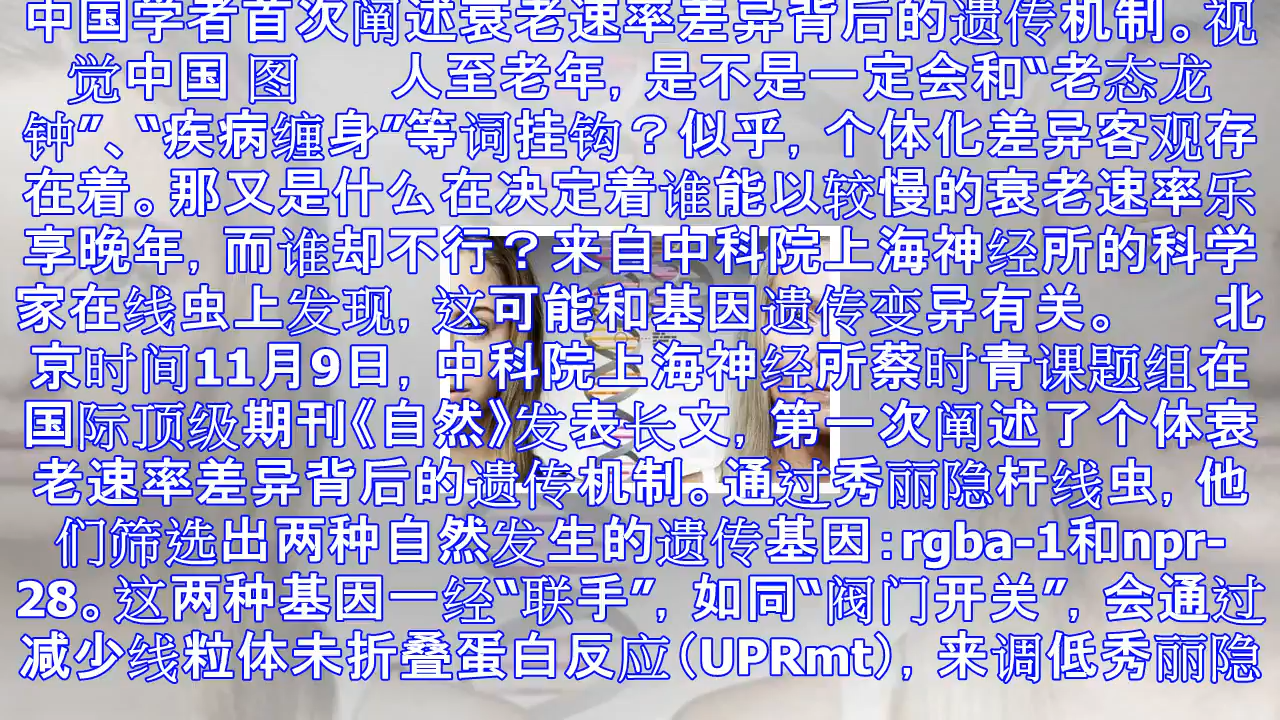 中国学者首次阐述衰老速率差异背后的遗传机制。视
觉中国 图  人至老年, 是不是一定会和“老态龙
钟”、“疾病缠身”等词挂钩？似乎, 个体化差异客观存
在着。那又是什么在决定着谁能以较慢的衰老速率乐
享晚年, 而谁却不行？来自中科院上海神经所的科学
家在线虫上发现, 这可能和基因遗传变异有关。  北
京时间11月9日, 中科院上海神经所蔡时青课题组在
国际顶级期刊《自然》发表长文, 第一次阐述了个体衰
老速率差异背后的遗传机制。通过秀丽隐杆线虫, 他
们筛选出两种自然发生的遗传基因:rgba-1和npr-
28。这两种基因一经“联手”, 如同“阀门开关”, 会通过
减少线粒体未折叠蛋白反应(UPRmt), 来调低秀丽隐